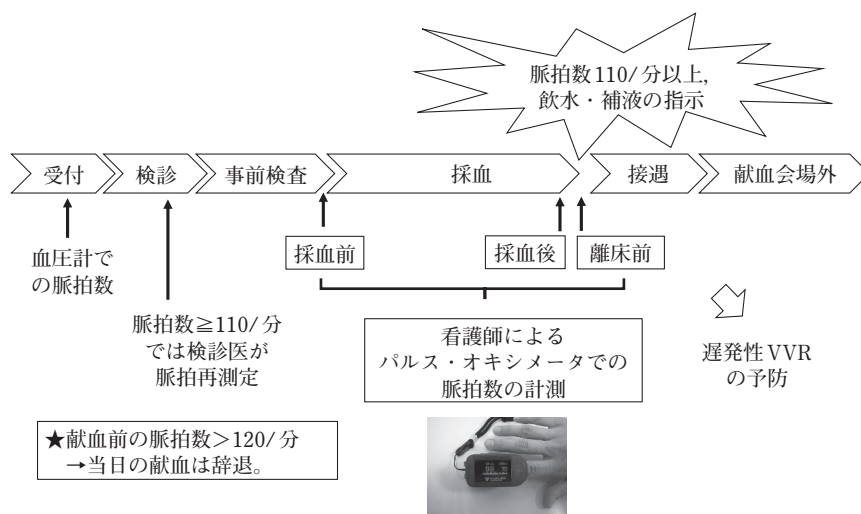 脈拍数110/分以上，
飲水・補液の指示
受付
検診
事前検査
採血
接遇
献血会場外
血圧計で
の脈拍数
採血前
採血後
離床前
脈拍数≧110/分
では検診医が
脈拍再測定
看護師による
パルス・オキシメータでの
脈拍数の計測
遅発性VVR
の予防
★献血前の脈拍数＞120/分
→当日の献血は辞退。